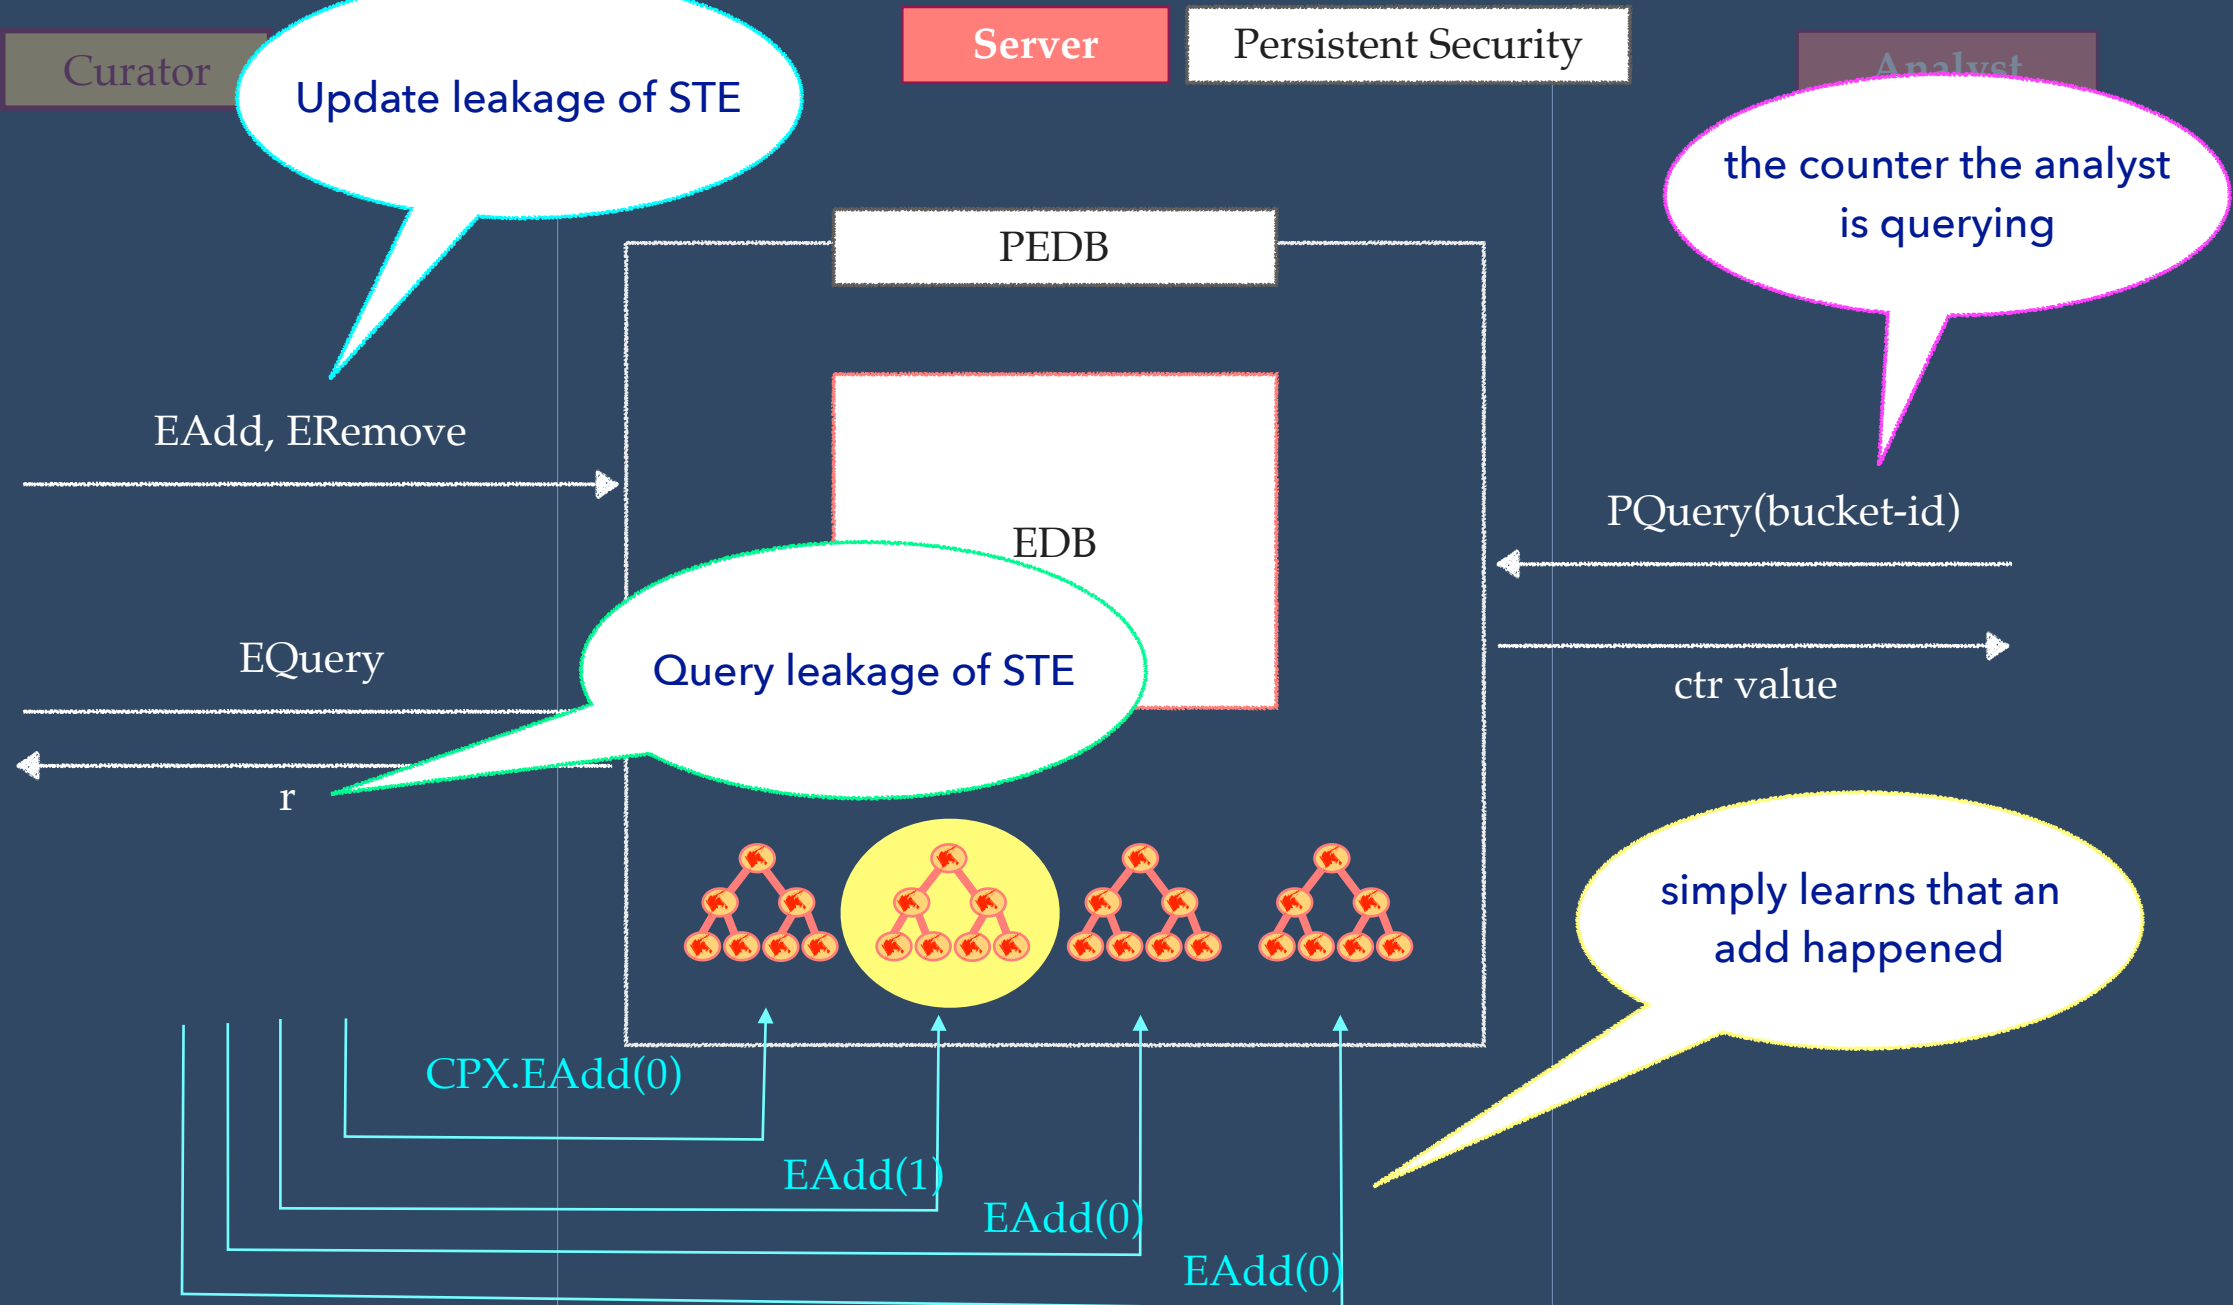 Curator
Update leakage of STE
Server
Persistent Security
Analyst
the counter the analyst
is querying
PEDB
EAdd, ERemove
PQuery(bucket-id)
EDB
EQuery
Query leakage of STE
ctr value
r
simply learns that an
add happened
CPX.EAdd(0)
EAdd(1)
EAdd(0)
EAdd(0)